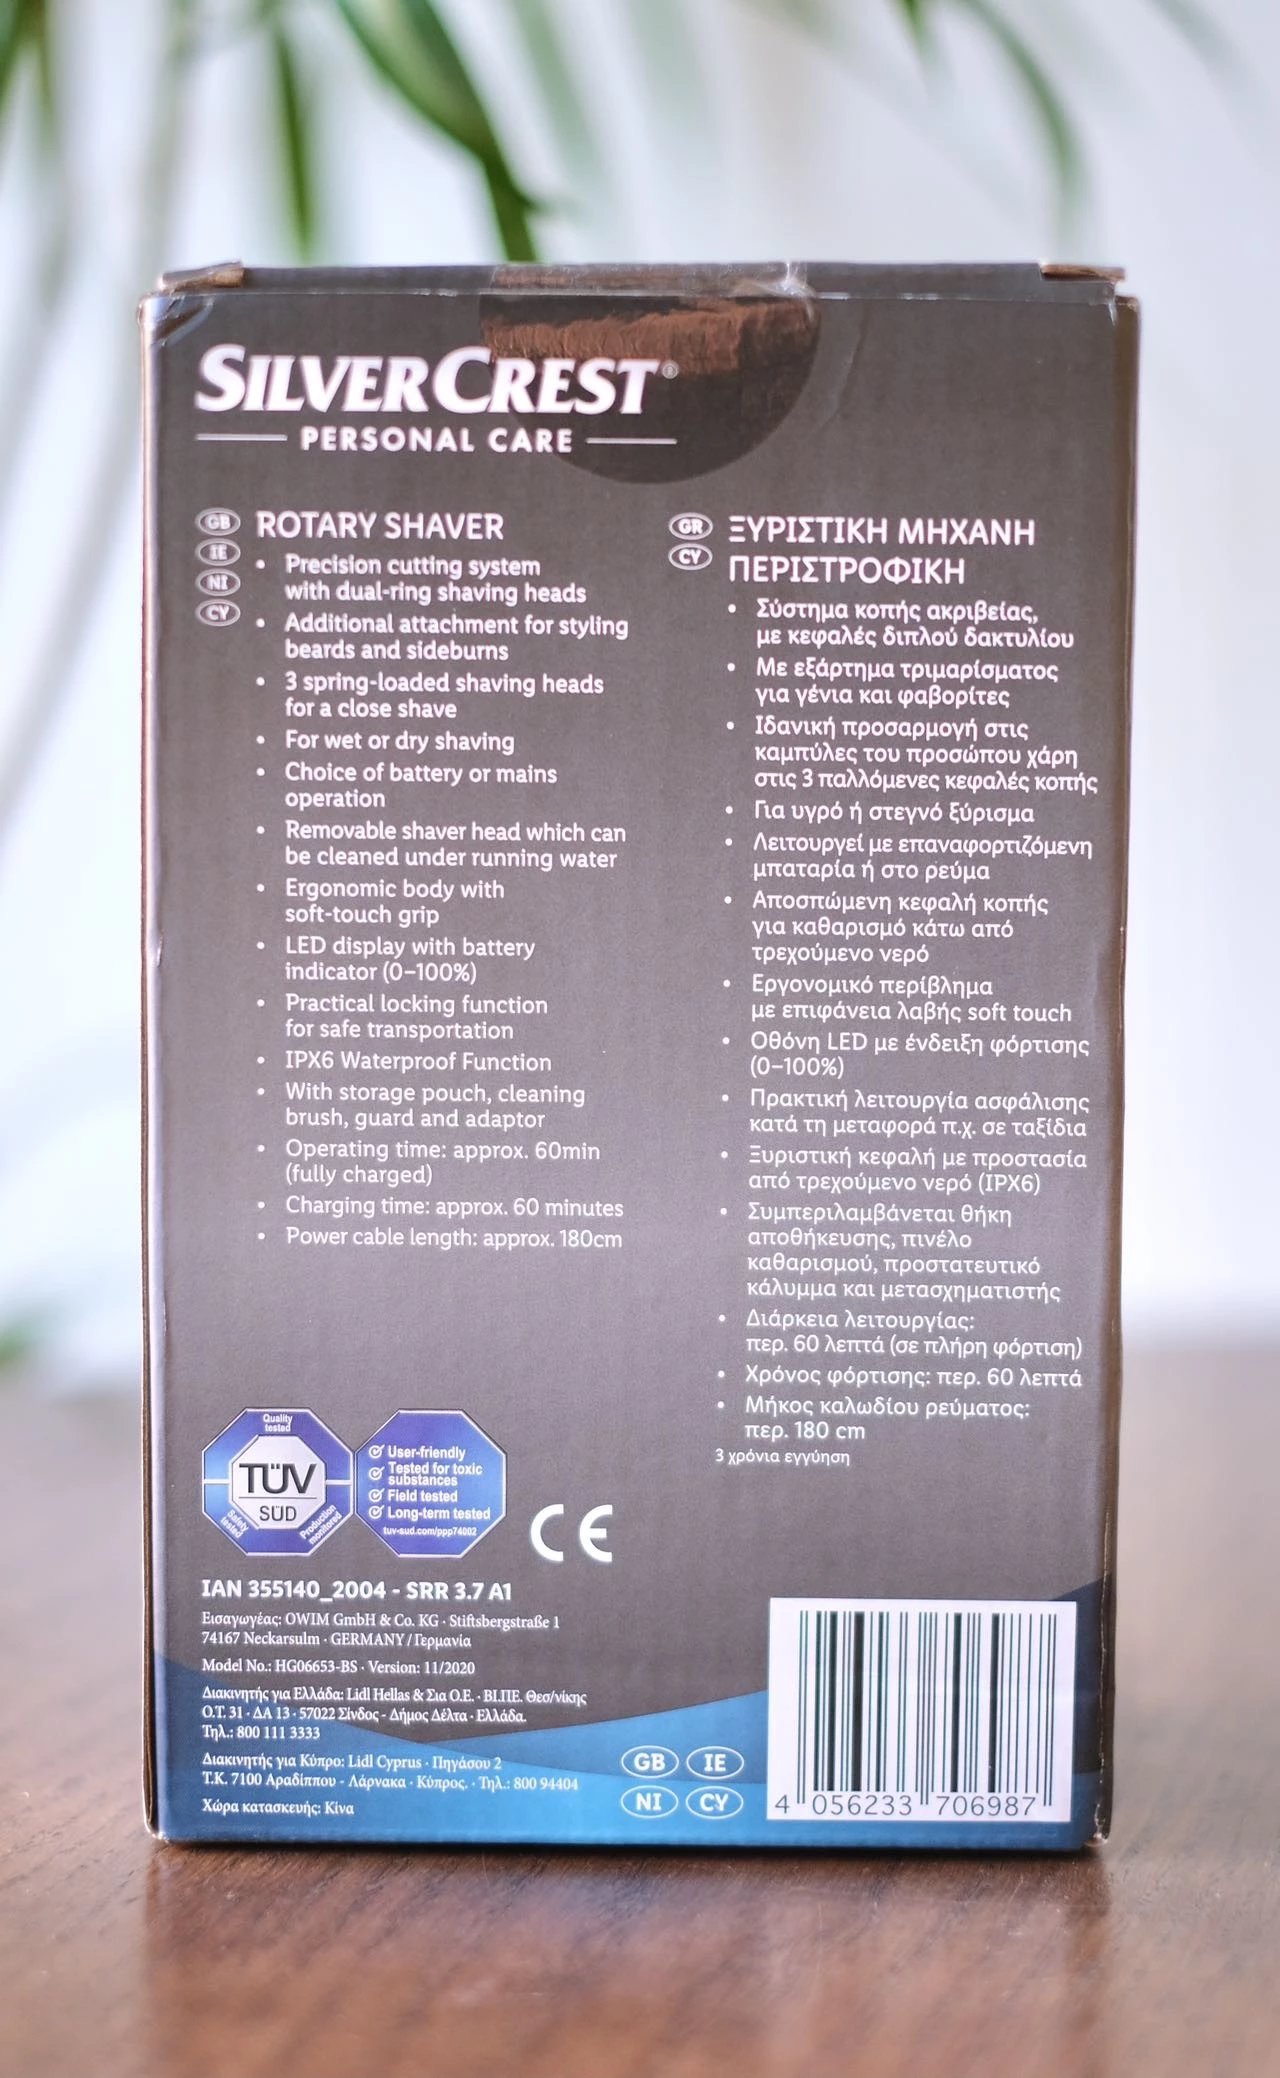 SILVERCREST®
PERSONAL CARE
GB
IE
NI
CY
ROTARY SHAVER
• Precision cutting system
with dual-ring shaving heads
• Additional attachment for styling
beards and sideburns
• 3 spring-loaded shaving heads
for a close shave
• For wet or dry shaving
• Choice of battery or mains
operation
• Removable shaver head which can
be cleaned under running water
• Ergonomic body with
soft-touch grip
• LED display with battery
indicator (0–100%)
• Practical locking function
for safe transportation
• IPX6 Waterproof Function
• With storage pouch, cleaning
brush, guard and adaptor
• Operating time: approx. 60min
(fully charged)
• Charging time: approx. 60 minutes
• Power cable length: approx. 180cm
GR
CY
ΞΥΡΙΣΤΙΚΗ ΜΗΧΑΝΗ
ΠΕΡΙΣΤΡΟΦΙΚΗ
• Σύστημα κοπής ακριβείας,
με κεφαλές διπλού δακτυλίου
• Με εξάρτημα τριμαρίσματος
για γένια και φαβορίτες
• Ιδανική προσαρμογή στις
καμπύλες του προσώπου χάρη
στις 3 παλλόμενες κεφαλές κοπής
• Για υγρό ή στεγνό ξύρισμα
• Λειτουργεί με επαναφορτιζόμενη
μπαταρία ή στο ρεύμα
• Αποσπώμενη κεφαλή κοπής
για καθαρισμό κάτω από
τρεχούμενο νερό
• Εργονομικό περίβλημα
με επιφάνεια λαβής soft touch
• Οθόνη LED με ένδειξη φόρτισης
(0–100%)
• Πρακτική λειτουργία ασφάλισης
κατά τη μεταφορά π.χ. σε ταξίδια
• Ξυριστική κεφαλή με προστασία
από τρεχούμενο νερό (IPX6)
• Συμπεριλαμβάνεται θήκη
αποθήκευσης, πινέλο
καθαρισμού, προστατευτικό
κάλυμμα και μετασχηματιστής
• Διάρκεια λειτουργίας:
περ. 60 λεπτά (σε πλήρη φόρτιση)
• Χρόνος φόρτισης: περ. 60 λεπτά
• Μήκος καλωδίου ρεύματος:
περ. 180 cm
3 χρόνια εγγύηση
Quality
tested
TÜV
SÜD
Safety
tested
Production
monitored
User-friendly
Tested for toxic
substances
Field tested
Long-term tested
tuv-sud.com/ppp74002
CE
IAN 355140_2004 - SRR 3.7 A1
Εισαγωγέας: OWIM GmbH & Co. KG · Stiftsbergstraße 1
74167 Neckarsulm · GERMANY / Γερμανία
Model No.: HG06653-BS · Version: 11/2020
Διακινητής για Ελλάδα: Lidl Hellas & Σια Ο.Ε. · ΒΙ.ΠΕ. Θεσ/νίκης
Ο.Τ. 31 · ΔΑ 13 · 57022 Σίνδος - Δήμος Δέλτα · Ελλάδα.
Τηλ.: 800 111 3333
Διακινητής για Κύπρο: Lidl Cyprus · Πηγάσου 2
Τ.Κ. 7100 Αραδίππου - Λάρνακα · Κύπρος. · Τηλ.: 800 94404
Χώρα κατασκευής: Κίνα
GB IE
NI CY
4 056233 706987